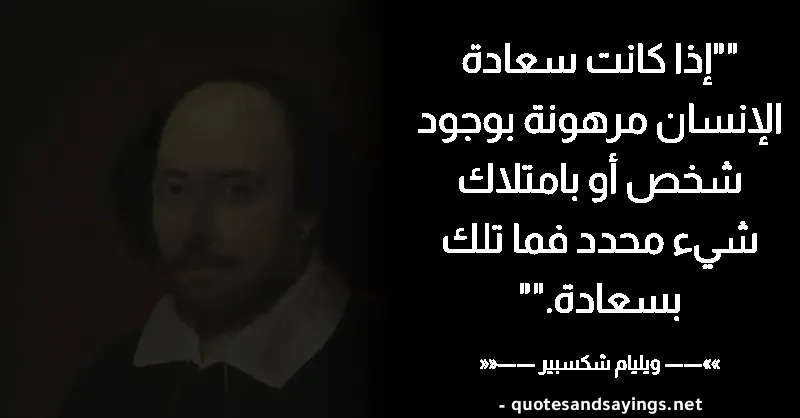 ""إذا كانت سعادة
الإنسان مرهونة بوجود
شخص أو بامتلاك
شيء محدد فما تلك
بسعادة.""
»»—–— ويليام شكسبير —–—««
- quotesandsayings.net